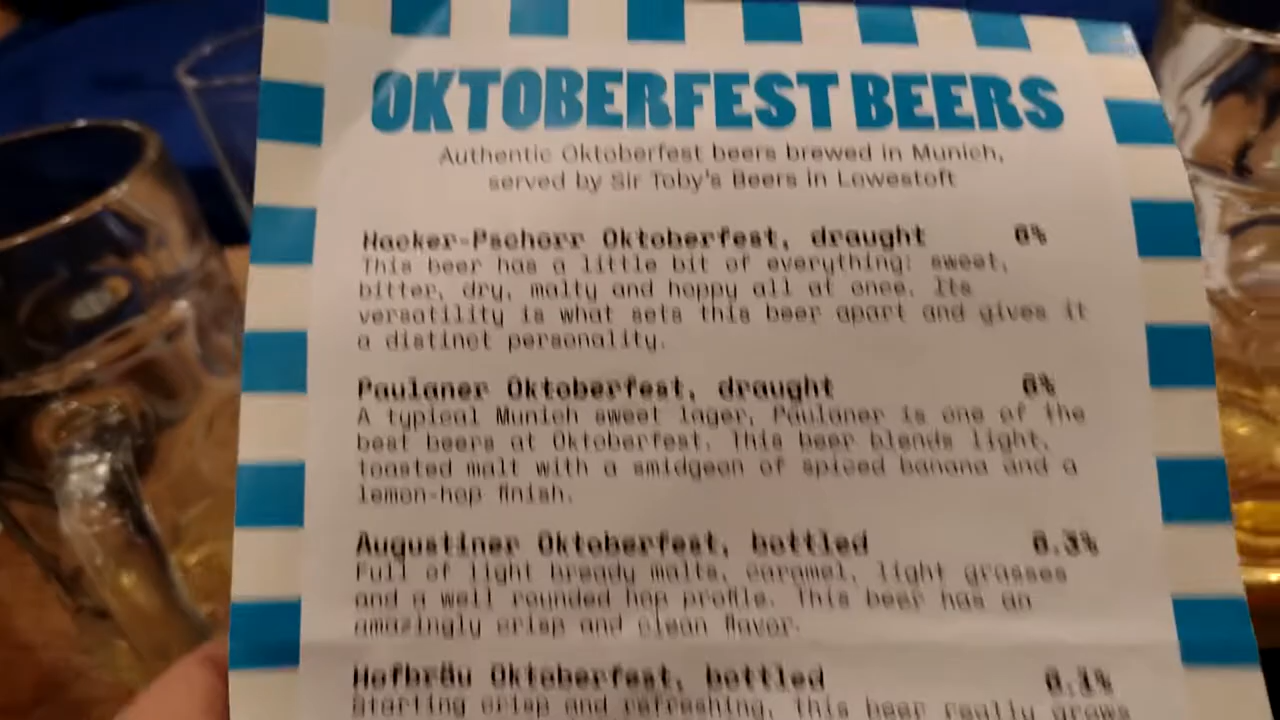 OKTOBERFEST BEERS
Authentic Oktoberfest beers brewed in Munich,
served by Sir Toby's Beers in Lowestoft
Hacker-Pschorr Oktoberfest, draught 6%
This beer has a little bit of everything: sweet,
bitter, dry, malty and hoppy all at once. Its
versatility is what sets this beer apart and gives it
a distinct personality.
Paulaner Oktoberfest, draught 6%
A typical Munich sweet lager, Paulaner is one of the
best beers at Oktoberfest. This beer blends light,
toasted malt with a smidgeon of spiced banana and a
lemon-hop finish.
Augustiner Oktoberfest, bottled 6.3%
Full of light bready malts, caramel, light grasses
and a well rounded hop profile. This beer has an
amazingly crisp and clean flavor.
Hofbräu Oktoberfest, bottled 6.1%
Starting crisp and refreshing, this beer really grows